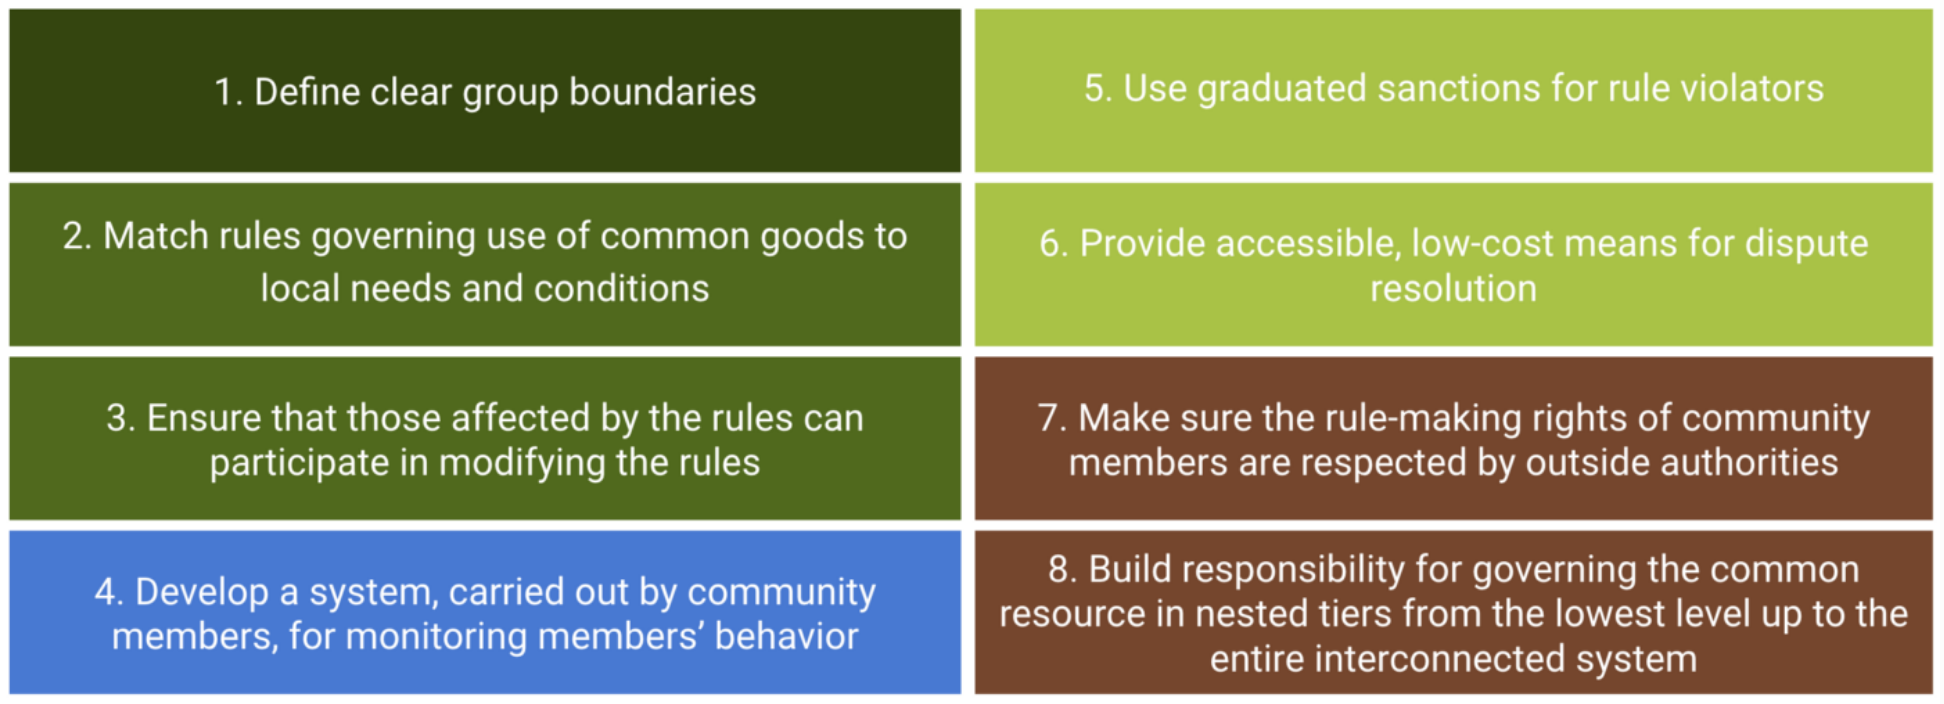 1. Define clear group boundaries
2. Match rules governing use of common goods to
local needs and conditions
3. Ensure that those affected by the rules can
participate in modifying the rules
4. Develop a system, carried out by community
members, for monitoring members’ behavior
5. Use graduated sanctions for rule violators
6. Provide accessible, low-cost means for dispute
resolution
7. Make sure the rule-making rights of community
members are respected by outside authorities
8. Build responsibility for governing the common
resource in nested tiers from the lowest level up to the
entire interconnected system